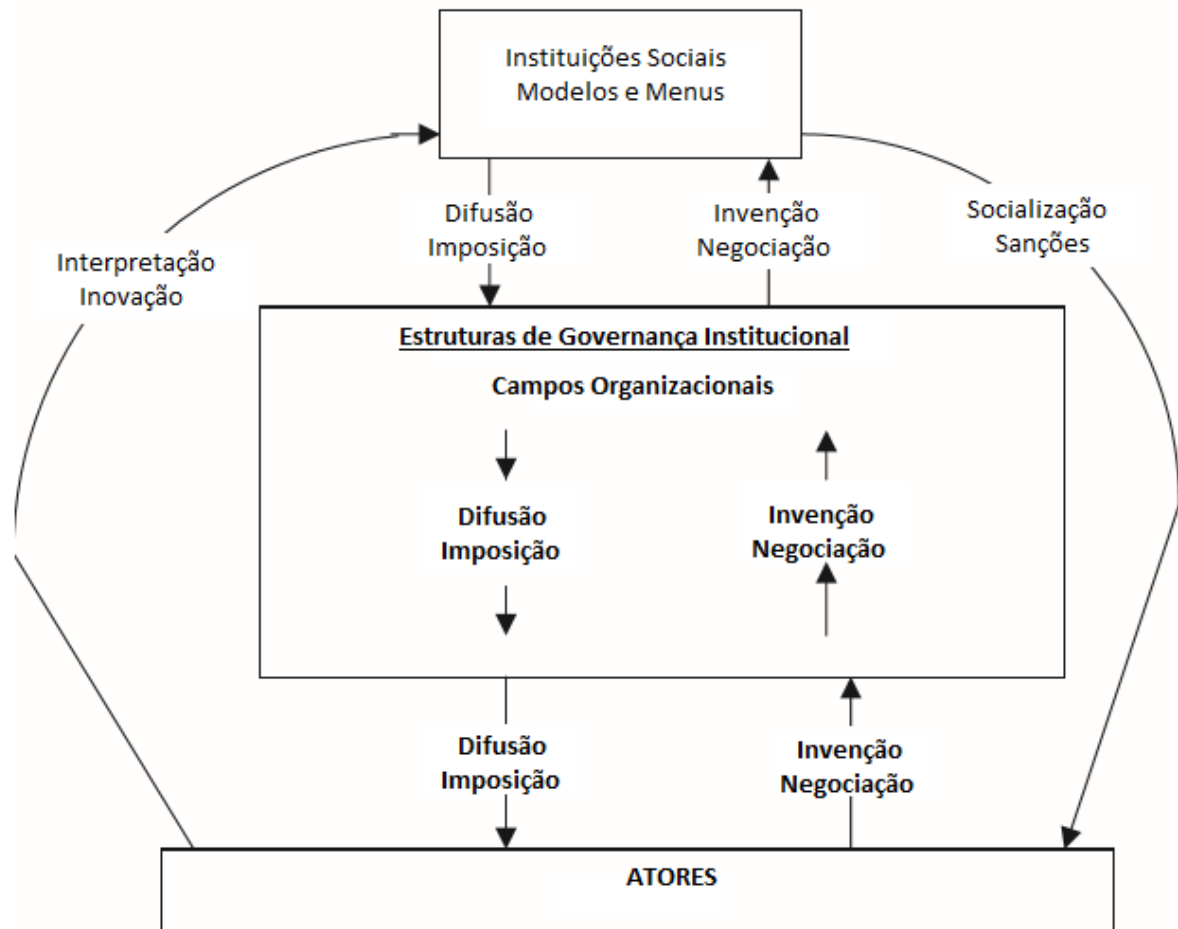 Instituições Sociais
Modelos e Menus
Difusão
Imposição
Invenção
Negociação
Socialização
Sanções
Interpretação
Inovação
Estruturas de Governança Institucional
Campos Organizacionais
Difusão
Imposição
Invenção
Negociação
Difusão
Imposição
Invenção
Negociação
ATORES